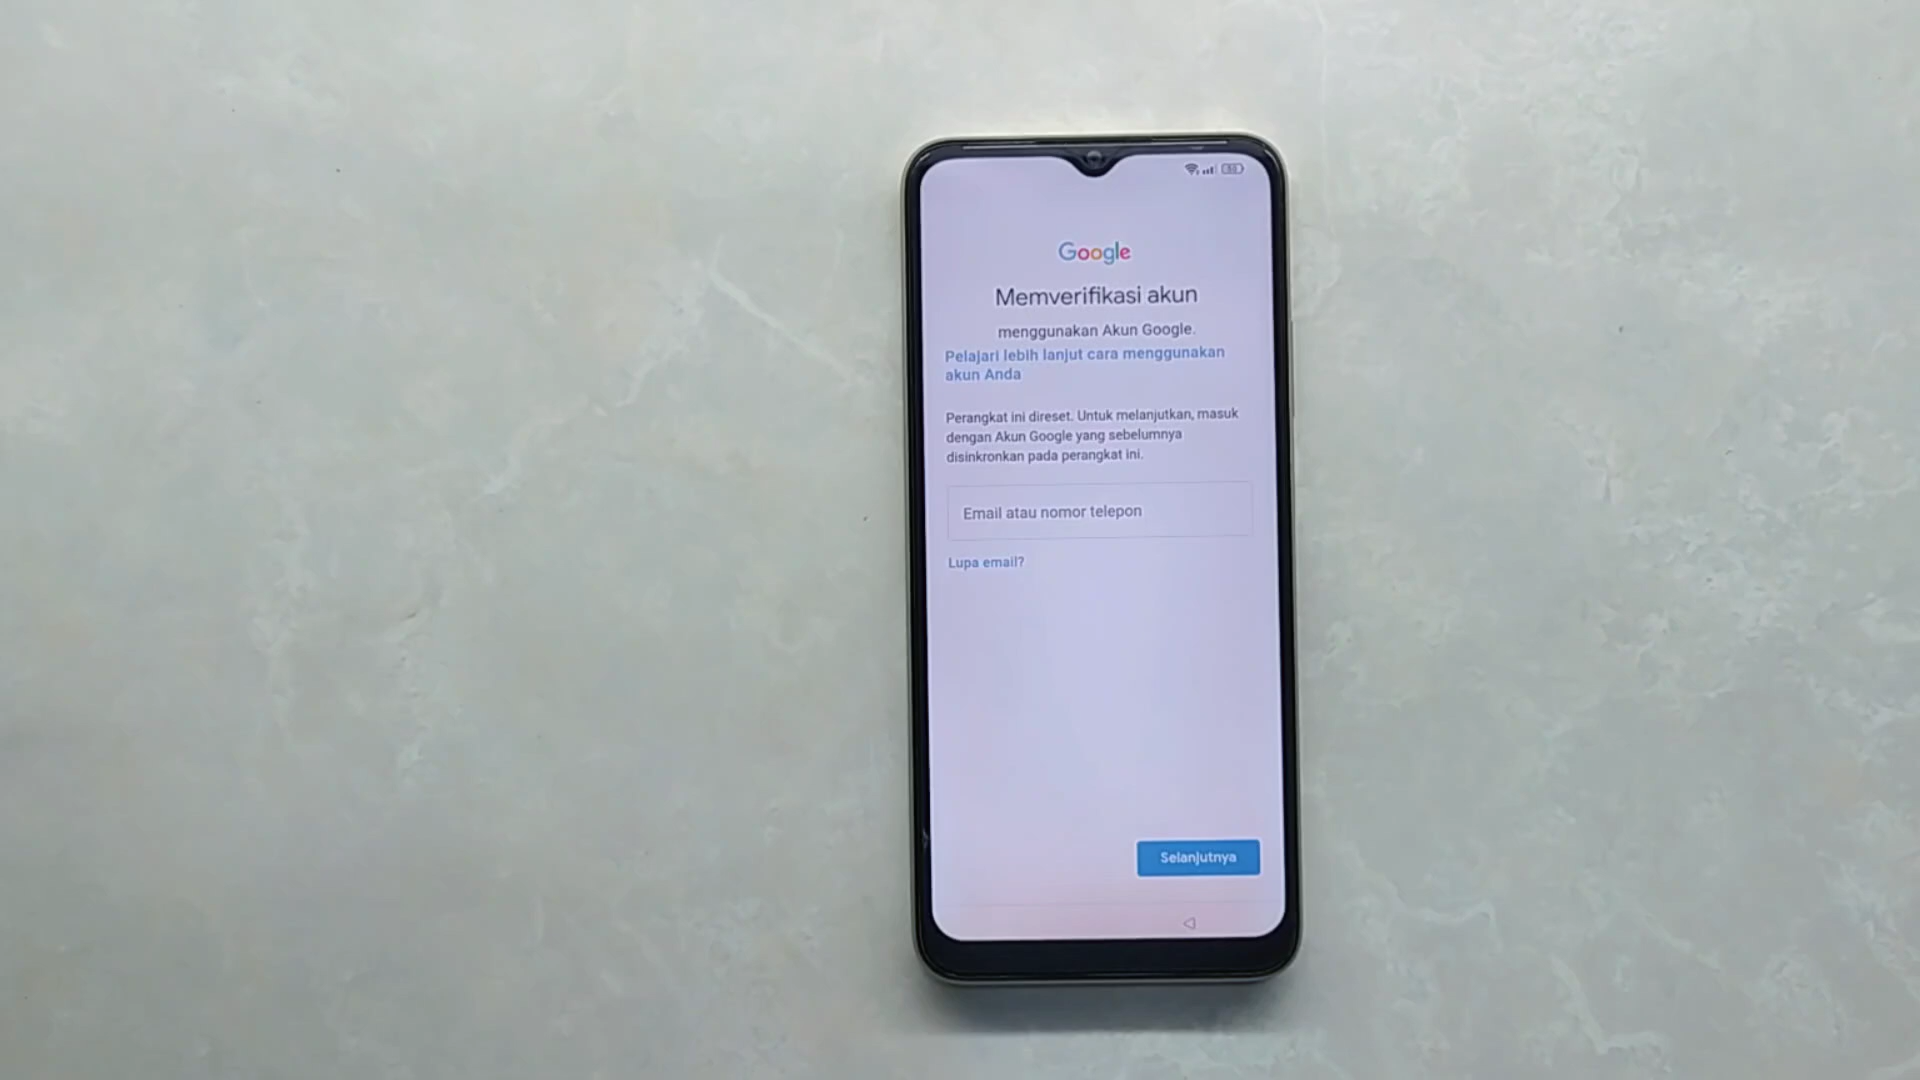 Google
Memverifikasi akun
menggunakan Akun Google.
Pelajari lebih lanjut cara menggunakan
akun Anda
Perangkat ini direset. Untuk melanjutkan, masuk
dengan Akun Google yang sebelumnya
disinkronkan pada perangkat ini.
Email atau nomor telepon
Lupa email?
Selanjutnya